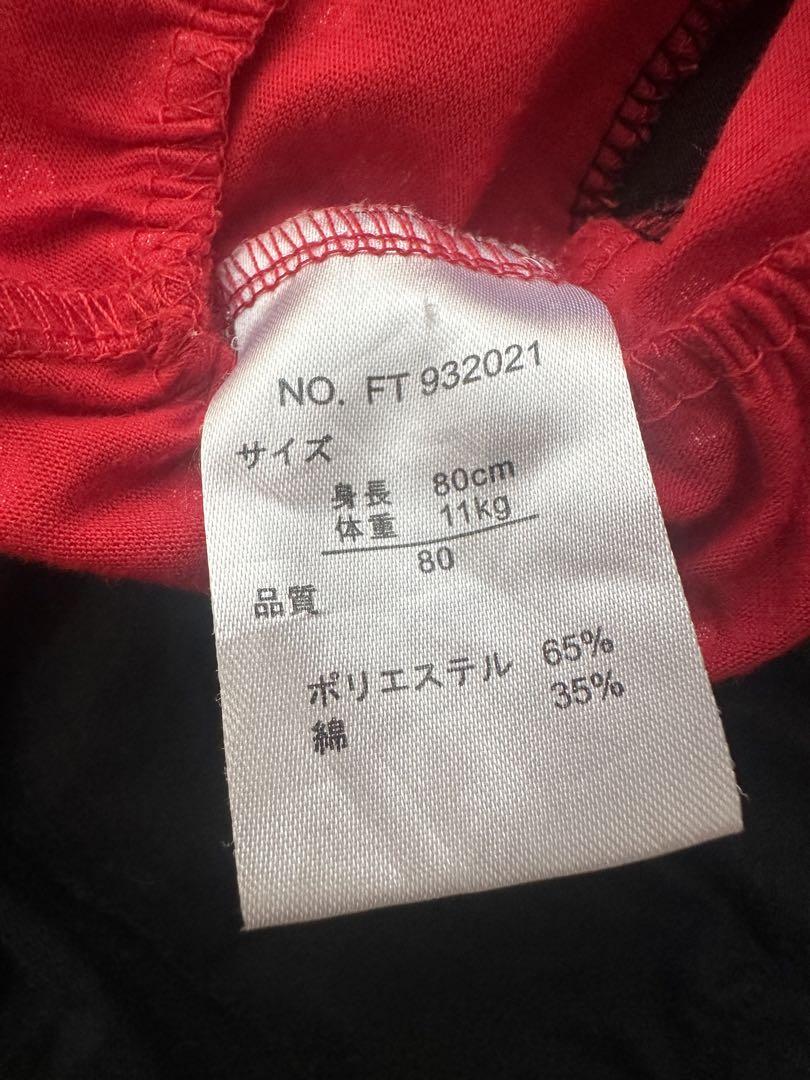 NO. FT 932021
サイズ
身長 80cm
体重 11kg
80
品質
ポリエステル 65%
綿 35%